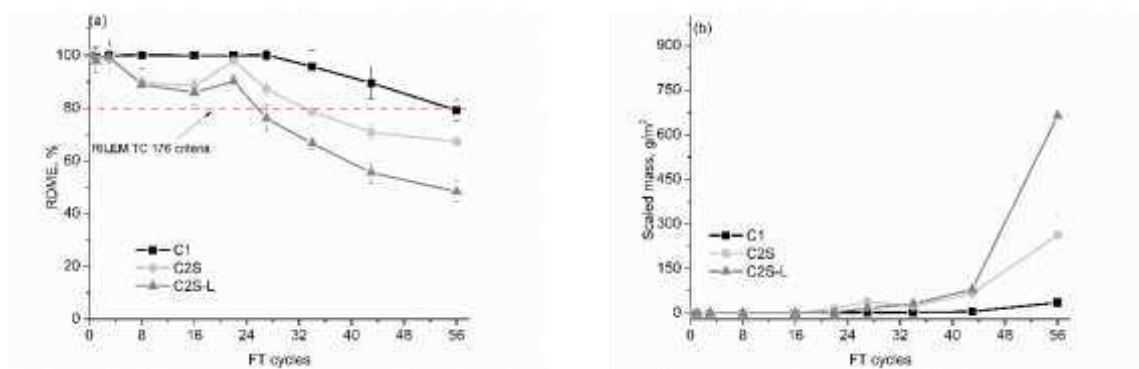 (a)
100
80
60
40
20
0
RDME, %
RILEM TC 176 criteria
C1
C2S
C2S-L
0 8 16 24 32 40 48 56
FT cycles
(b)
900
750
600
450
300
150
0
Scaled mass, g/m²
C1
C2S
C2S-L
0 8 16 24 32 40 48 56
FT cycles